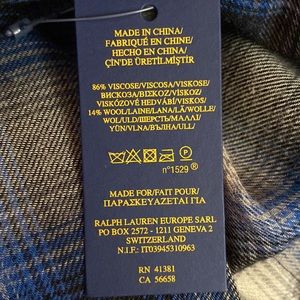 MADE IN CHINA/
FABRIQUÉ EN CHINE/
HECHO EN CHINA/
ÇİN'DE ÜRETİLMİŞTİR
86% VISCOSE/VISCOSA/VISKOSE/
ВИСКОЗА/ΒΙΣΚΟΖ/VISKOZ/
VISKÓZOVÉ HEDVÁBÍ/VISKOS/
14% WOOL/LAINE/LANA/LÃ/WOLLE/
WOL/ULD/ШЕРСТЬ/ΜΑΛΛΙ/
YÜN/VLNA/ВЪЛНА/ULL/
P
n°1529
MADE FOR/FAIT POUR/
ΠΑΡΑΣΚΕΥΑΖΕΤΑΙ ΓΙΑ
RALPH LAUREN EUROPE SARL
PO BOX 2572 - 1211 GENEVA 2
SWITZERLAND
N.I.F.: IT03945310963
RN 41381
CA 56658